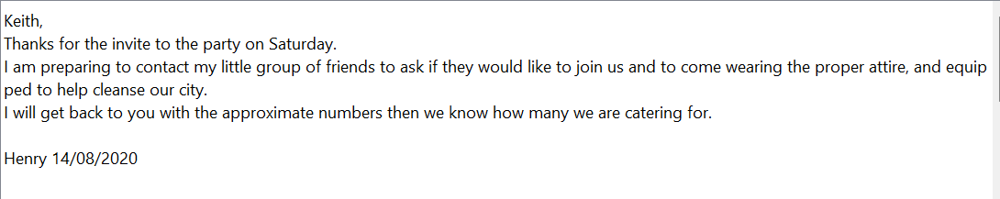 Keith,
Thanks for the invite to the party on Saturday.
I am preparing to contact my little group of friends to ask if they would like to join us and to come wearing the proper attire, and equip
ped to help cleanse our city.
I will get back to you with the approximate numbers then we know how many we are catering for.
Henry 14/08/2020